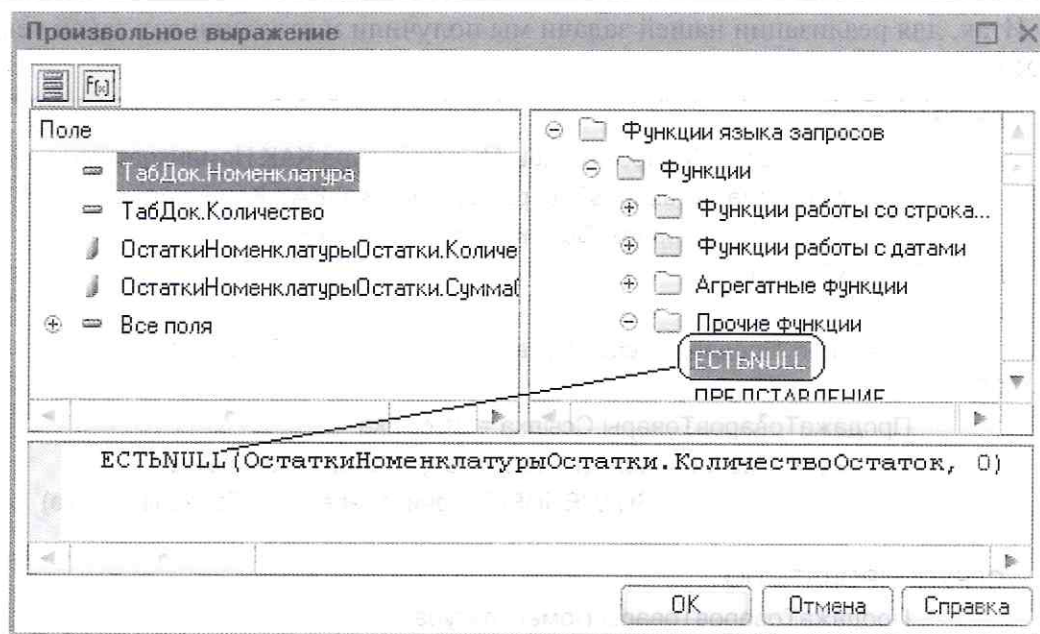 Произвольное выражение
F(x)
Поле
ТабДок.Номенклатура
ТабДок.Количество
ОстаткиНоменклатурыОстатки.Количе
ОстаткиНоменклатурыОстатки.Сумма
Все поля
Функции языка запросов
Функции
Функции работы со строка...
Функции работы с датами
Агрегатные функции
Прочие функции
ЕСТЬNULL
ПРЕДСТАВЛЕНИЕ
ЕСТЬNULL(ОстаткиНоменклатурыОстатки.КоличествоОстаток, 0)
OK
Отмена
Справка